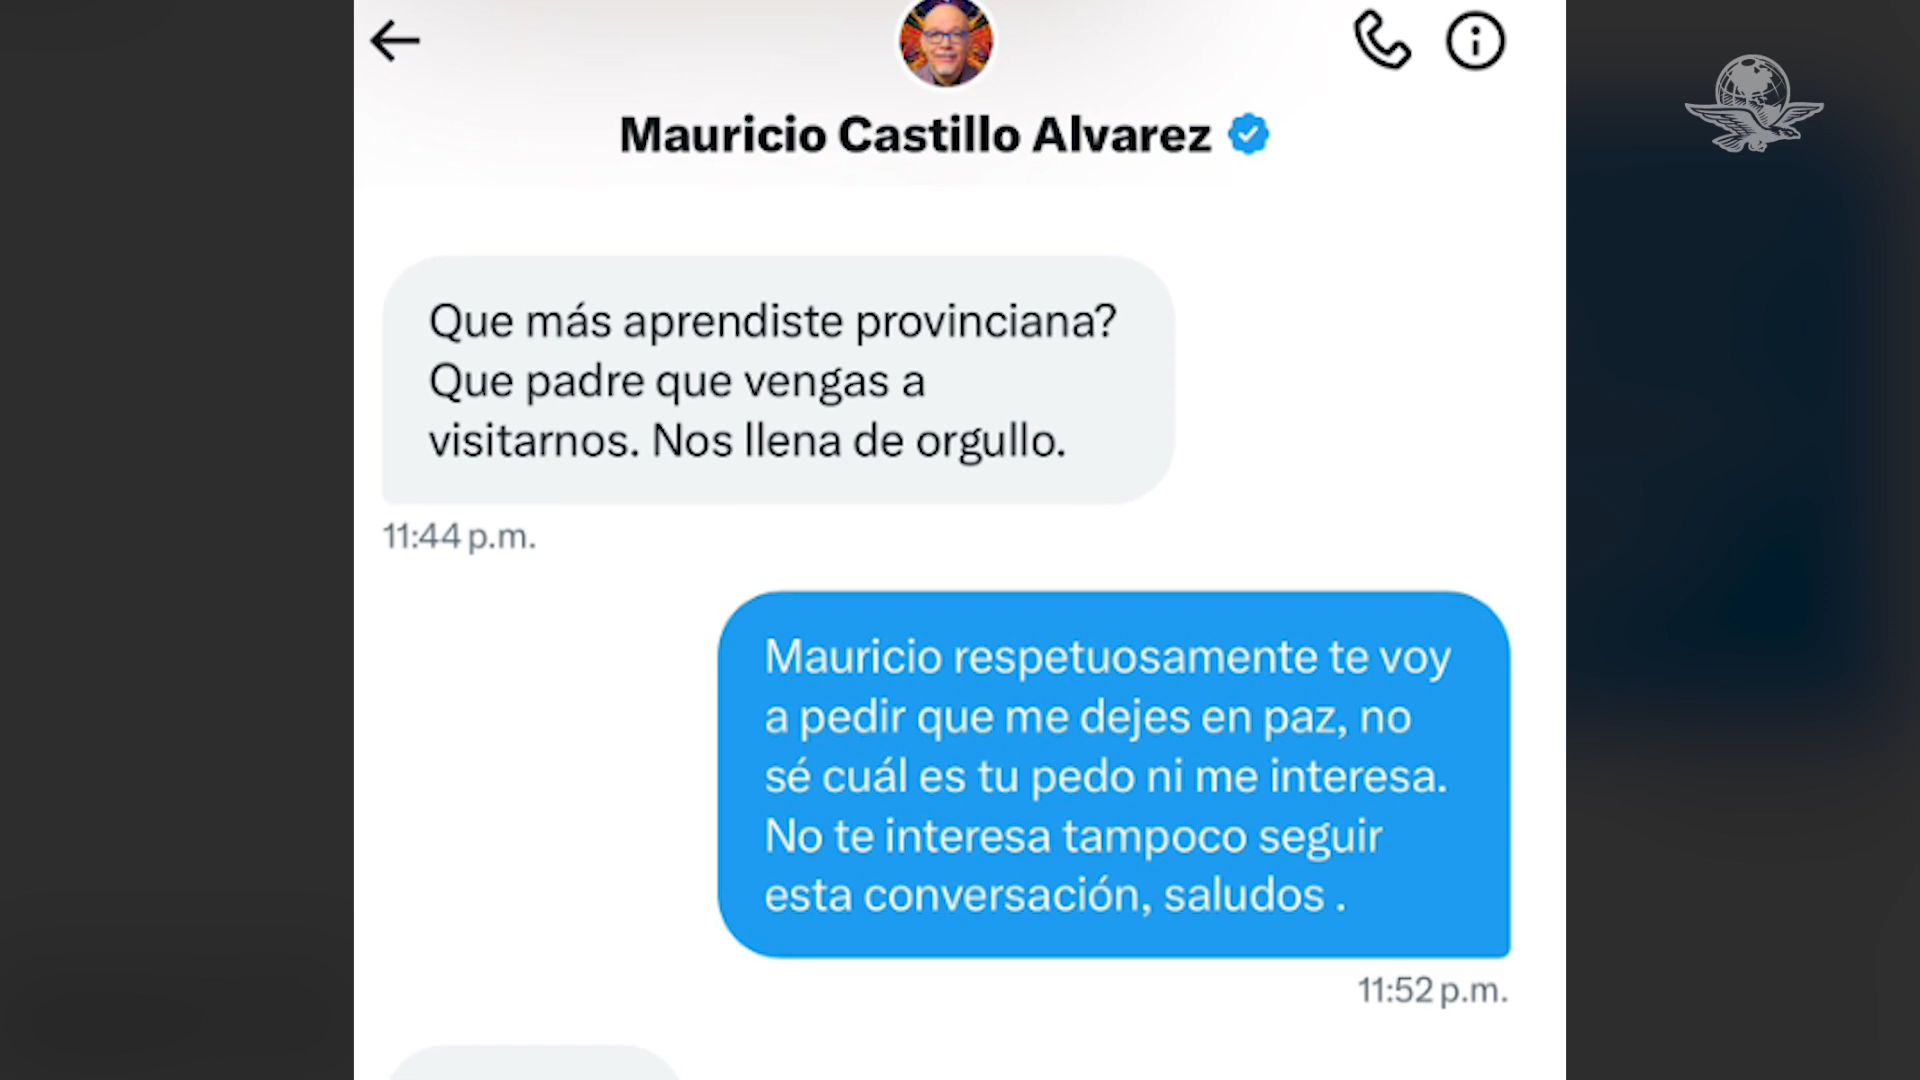 Mauricio Castillo Alvarez
Que más aprendiste provinciana?
Que padre que vengas a
visitarnos. Nos llena de orgullo.
11:44 p.m.
Mauricio respetuosamente te voy
a pedir que me dejes en paz, no
sé cuál es tu pedo ni me interesa.
No te interesa tampoco seguir
esta conversación, saludos .
11:52 p.m.